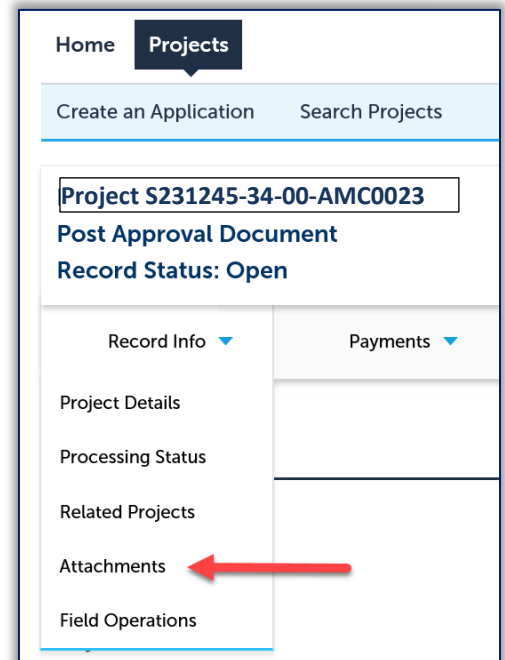 Home Projects
Create an Application Search Projects
Project S231245-34-00-AMC0023
Post Approval Document
Record Status: Open
Record Info Payments
Project Details
Processing Status
Related Projects
Attachments
Field Operations